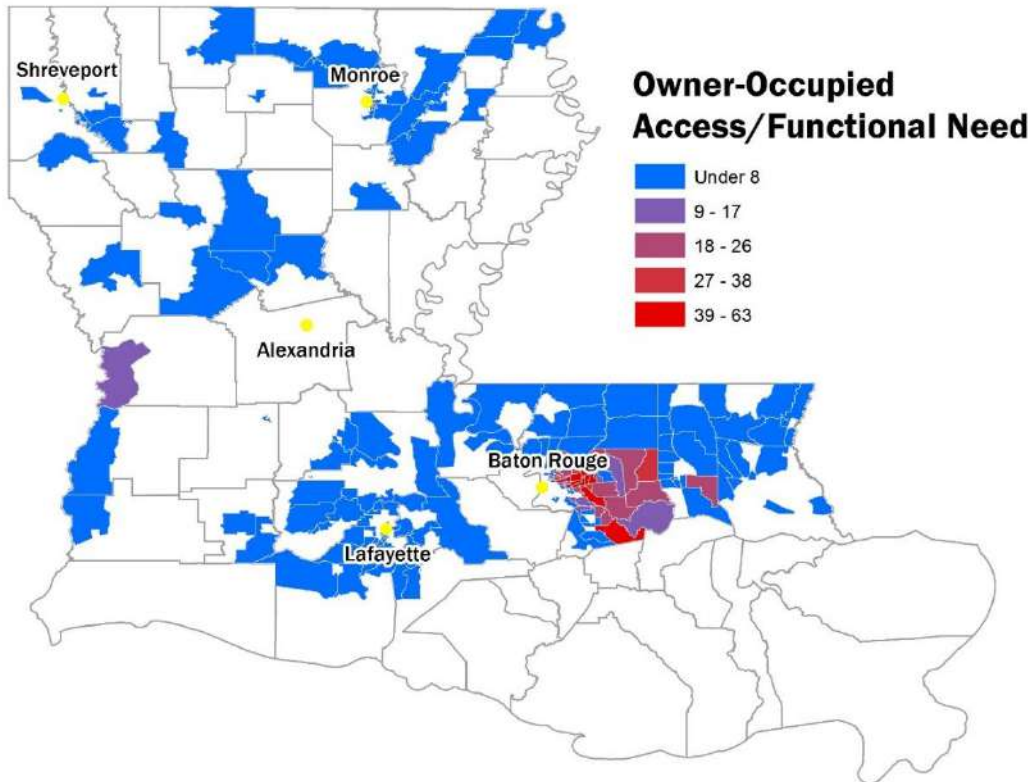 Shreveport
Monroe
Owner-Occupied
Access/Functional Need
Under 8
9 - 17
18 - 26
27 - 38
39 - 63
Alexandria
Baton Rouge
Lafayette